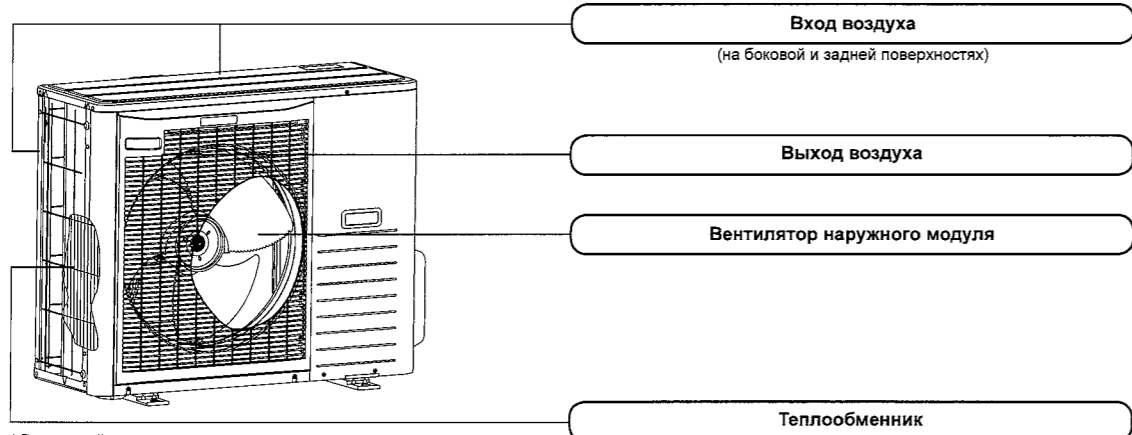 Вход воздуха
(на боковой и задней поверхностях)
Выход воздуха
Вентилятор наружного модуля
Теплообменник